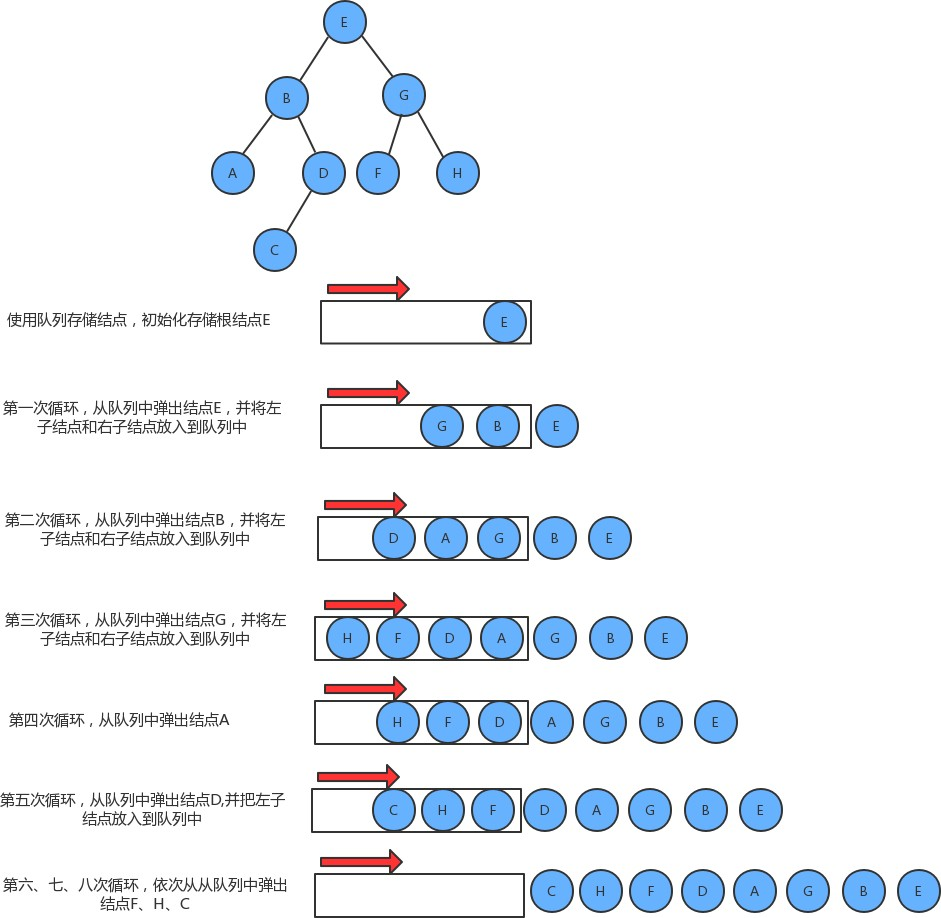 E
B G
A D F H
C
使用队列存储结点，初始化存储根结点E
E
第一次循环，从队列中弹出结点E，并将左
子结点和右子结点放入到队列中
G B E
第二次循环，从队列中弹出结点B，并将左
子结点和右子结点放入到队列中
D A G B E
第三次循环，从队列中弹出结点G，并将左
子结点和右子结点放入到队列中
H F D A G B E
第四次循环，从队列中弹出结点A
H F D A G B E
第五次循环，从队列中弹出结点D,并把左子
结点放入到队列中
C H F D A G B E
第六、七、八次循环，依次从从队列中弹出
结点F、H、C
C H F D A G B E